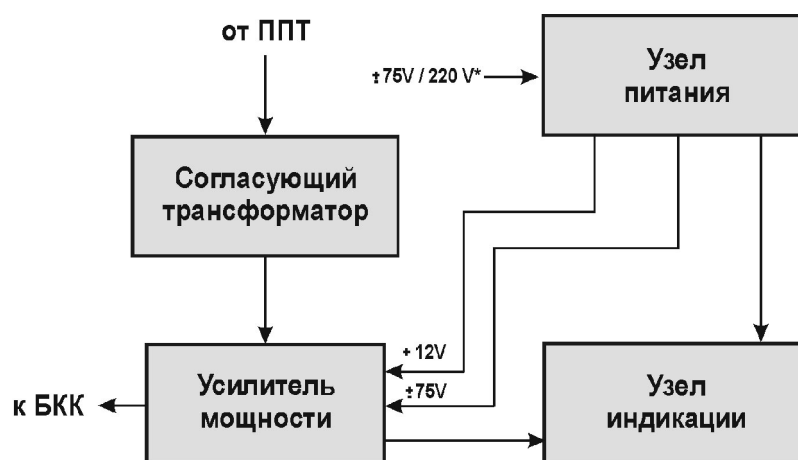 от ППТ
±75V / 220 V*
Узел
питания
Согласующий
трансформатор
+ 12V
±75V
Усилитель
мощности
к БКК
Узел
индикации